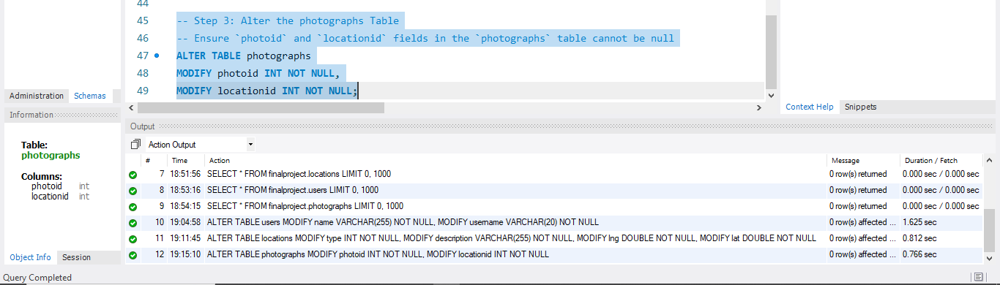 44
45 -- Step 3: Alter the photographs Table
46 -- Ensure `photoid` and `locationid` fields in the `photographs` table cannot be null
47 ALTER TABLE photographs
48 MODIFY photoid INT NOT NULL,
49 MODIFY locationid INT NOT NULL;
Administration Schemas
Information
Table:
photographs
Columns:
photoid int
locationid int
Object Info Session
Context Help Snippets
Output
Action Output
# Time Action Message Duration / Fetch
7 18:51:56 SELECT * FROM finalproject.locations LIMIT 0, 1000 0 row(s) returned 0.000 sec / 0.000 sec
8 18:53:16 SELECT * FROM finalproject.users LIMIT 0, 1000 0 row(s) returned 0.000 sec / 0.000 sec
9 18:54:15 SELECT * FROM finalproject.photographs LIMIT 0, 1000 0 row(s) returned 0.000 sec / 0.000 sec
10 19:04:58 ALTER TABLE users MODIFY name VARCHAR(255) NOT NULL, MODIFY username VARCHAR(20) NOT NULL 0 row(s) affected ... 1.625 sec
11 19:11:45 ALTER TABLE locations MODIFY type INT NOT NULL, MODIFY description VARCHAR(255) NOT NULL, MODIFY lng DOUBLE NOT NULL, MODIFY lat DOUBLE NOT NULL 0 row(s) affected ... 0.812 sec
12 19:15:10 ALTER TABLE photographs MODIFY photoid INT NOT NULL, MODIFY locationid INT NOT NULL 0 row(s) affected ... 0.766 sec
Query Completed